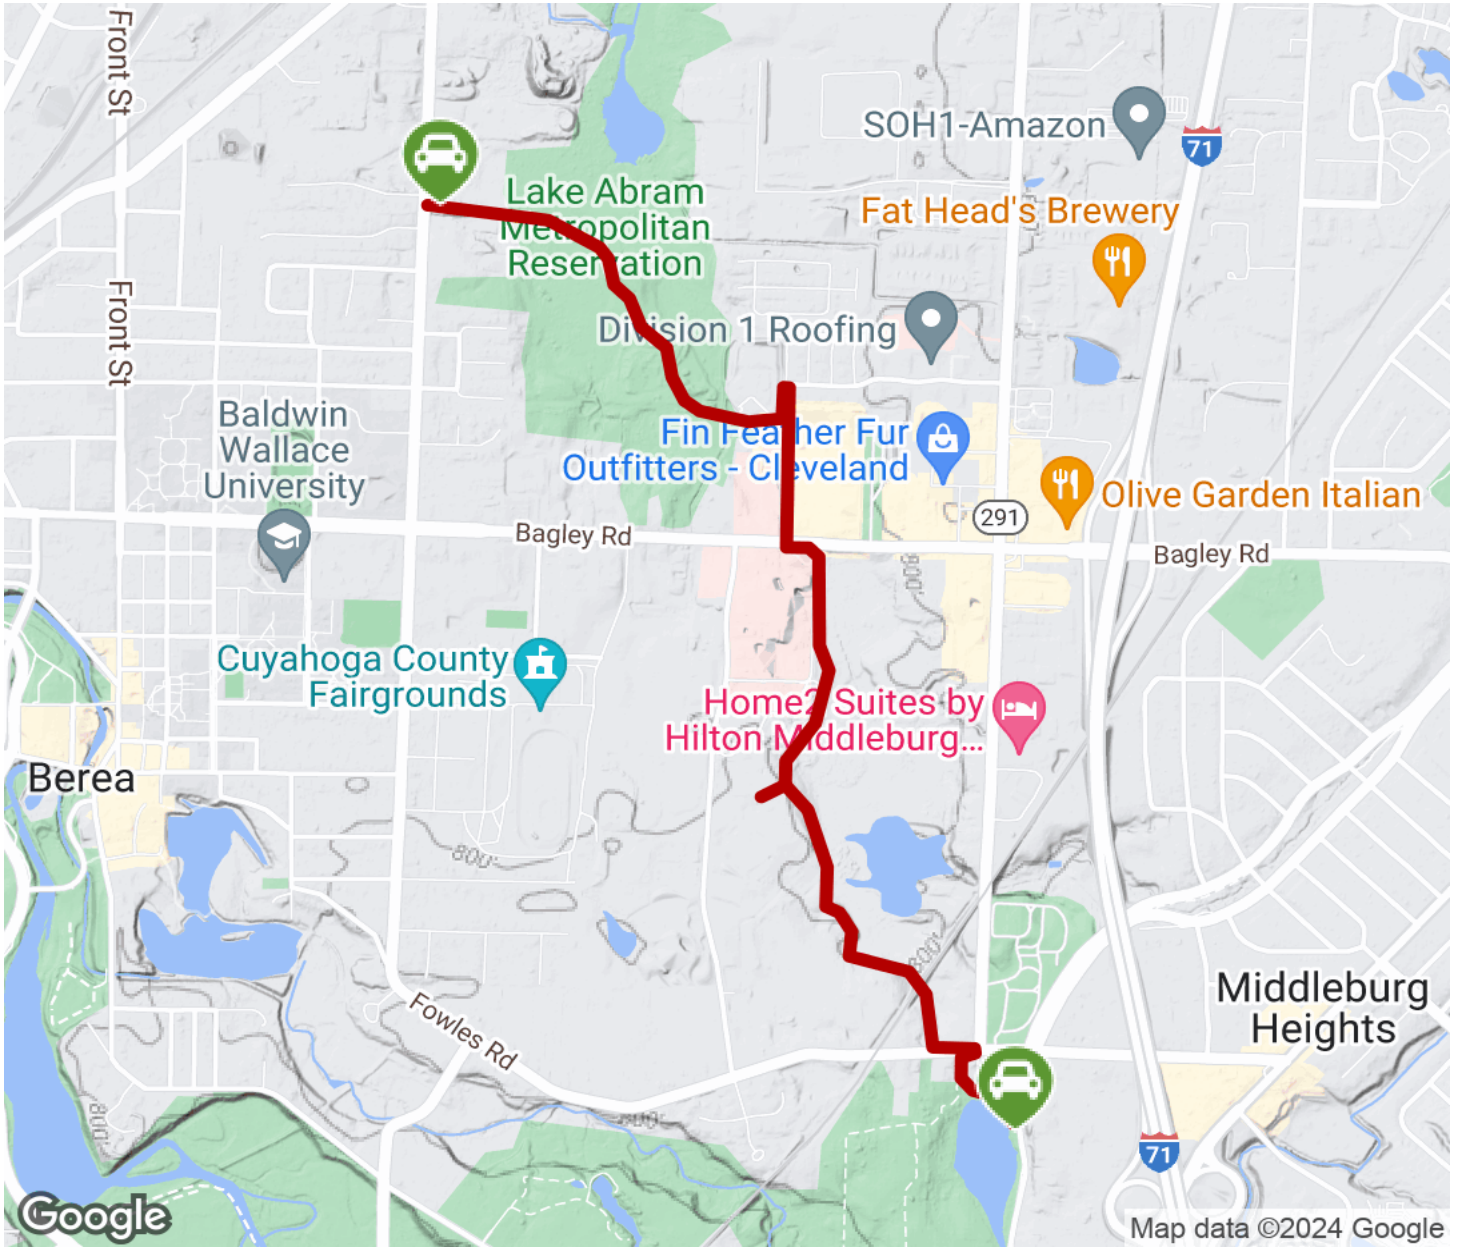 Front St
SOH1-Amazon
71
Lake Abram
Metropolitan
Reservation
Fat Head's Brewery
Front St
Division 1 Roofing
Baldwin
Wallace
University
Fin Feather Fur
Outfitters - Cleveland
Olive Garden Italian
291
Bagley Rd
Bagley Rd
800'
Cuyahoga County
Fairgrounds
Home2 Suites by
Hilton Middleburg...
Berea
800'
800'
Middleburg
Heights
Fowles Rd
800'
800'
71
Google
Map data ©2024 Google